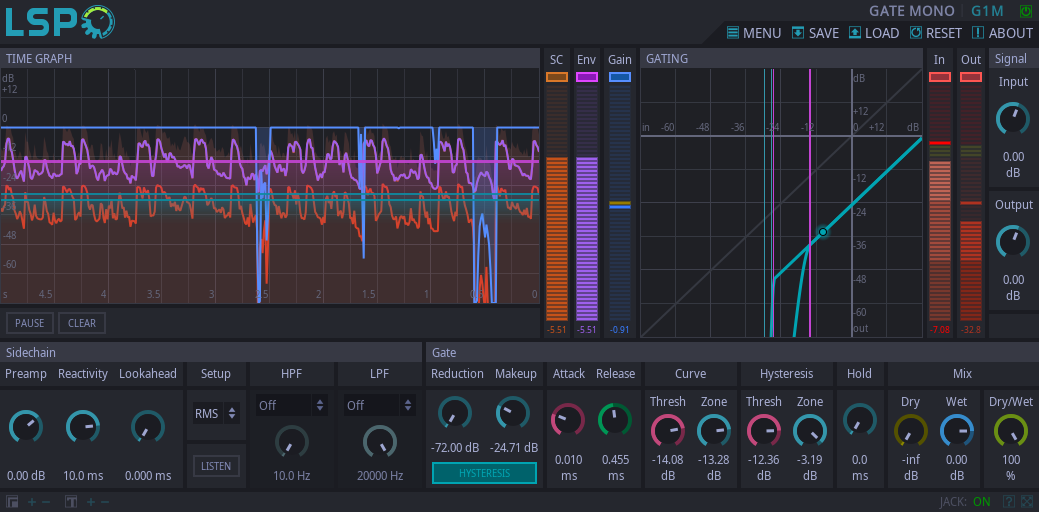 LSP
GATE MONO G1M
MENU SAVE LOAD RESET ABOUT
TIME GRAPH
SC Env Gain
GATING
In Out
Signal
dB
+12
0
-24
-48
-60
s 4.5 4 3.5 3 2 1.5 1 0
dB
+12
in -60 -48 -36 -24 -12 0 +12 dB
-12
-24
-36
-48
-60
out
Input
0.00
dB
Output
0.00
dB
-5.51 -5.51 -0.91
-7.08 -32.8
PAUSE CLEAR
Sidechain
Preamp Reactivity Lookahead
0.00 dB 10.0 ms 0.000 ms
Setup
RMS
LISTEN
HPF
Off
10.0 Hz
LPF
Off
20000 Hz
Gate
Reduction Makeup
-72.00 dB -24.71 dB
HYSTERESIS
Attack Release
0.010 0.455
ms ms
Curve
Thresh Zone
-14.08 -13.28
dB dB
Hysteresis
Thresh Zone
-12.36 -3.19
dB dB
Hold
0.0
ms
Mix
Dry Wet Dry/Wet
-inf 0.00 100
dB dB %
JACK: ON